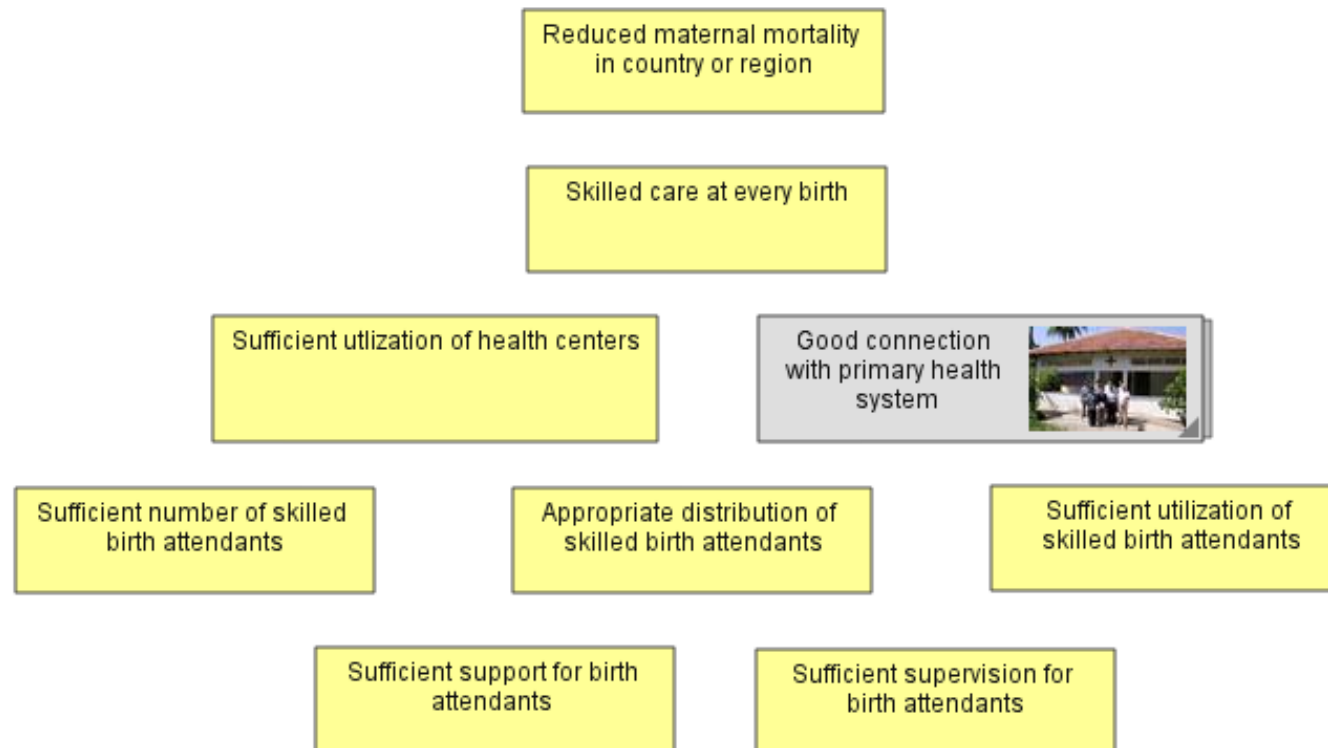 Reduced maternal mortality
in country or region
Skilled care at every birth
Sufficient utlization of health centers
Good connection
with primary health
system
Sufficient number of skilled
birth attendants
Appropriate distribution of
skilled birth attendants
Sufficient utilization of
skilled birth attendants
Sufficient support for birth
attendants
Sufficient supervision for
birth attendants